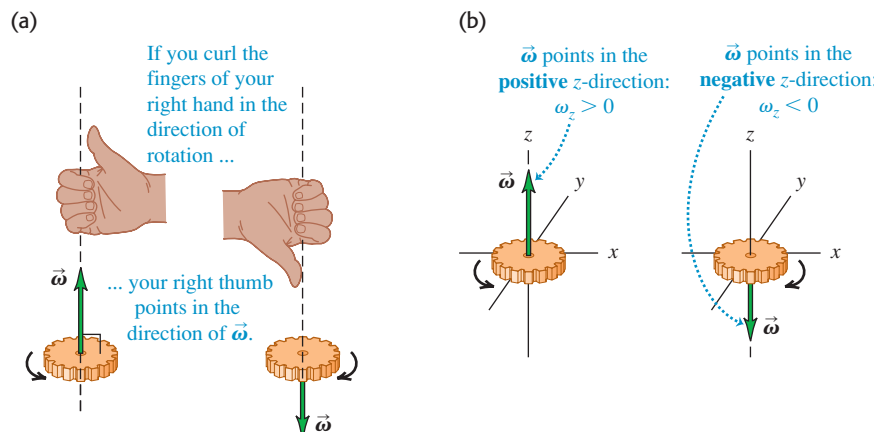 (a)
If you curl the
fingers of your
right hand in the
direction of
rotation ...
ω⃗
... your right thumb
points in the
direction of ω⃗.
ω⃗
(b)
ω⃗ points in the
positive z-direction:
ω_z > 0
z
y
ω⃗
x
ω⃗ points in the
negative z-direction:
ω_z < 0
z
y
x
ω⃗